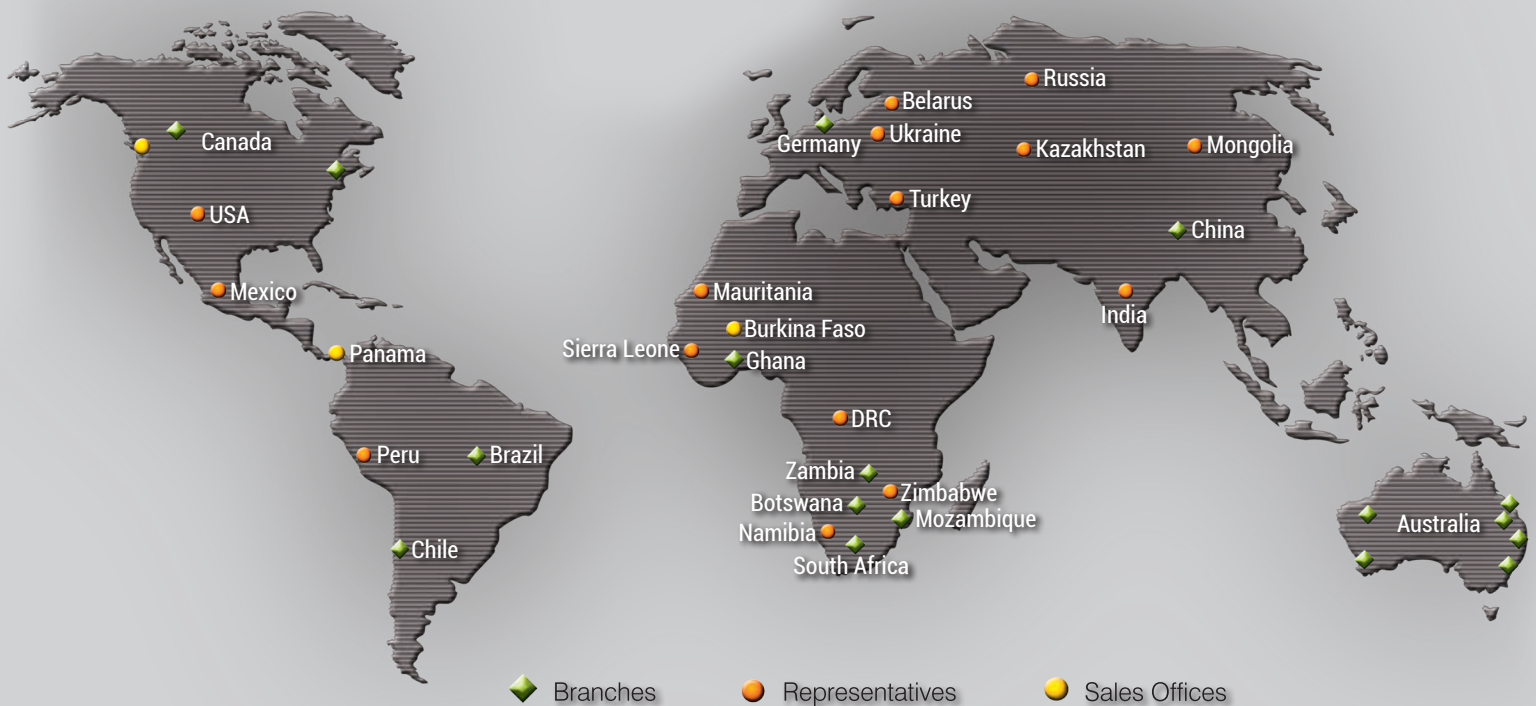 Russia
Belarus
Ukraine
Germany
Canada
Kazakhstan
Mongolia
Turkey
USA
China
Mexico
Mauritania
India
Burkina Faso
Sierra Leone
Panama
Ghana
DRC
Peru
Brazil
Zambia
Zimbabwe
Botswana
Mozambique
Australia
Namibia
Chile
South Africa
Branches
Representatives
Sales Offices